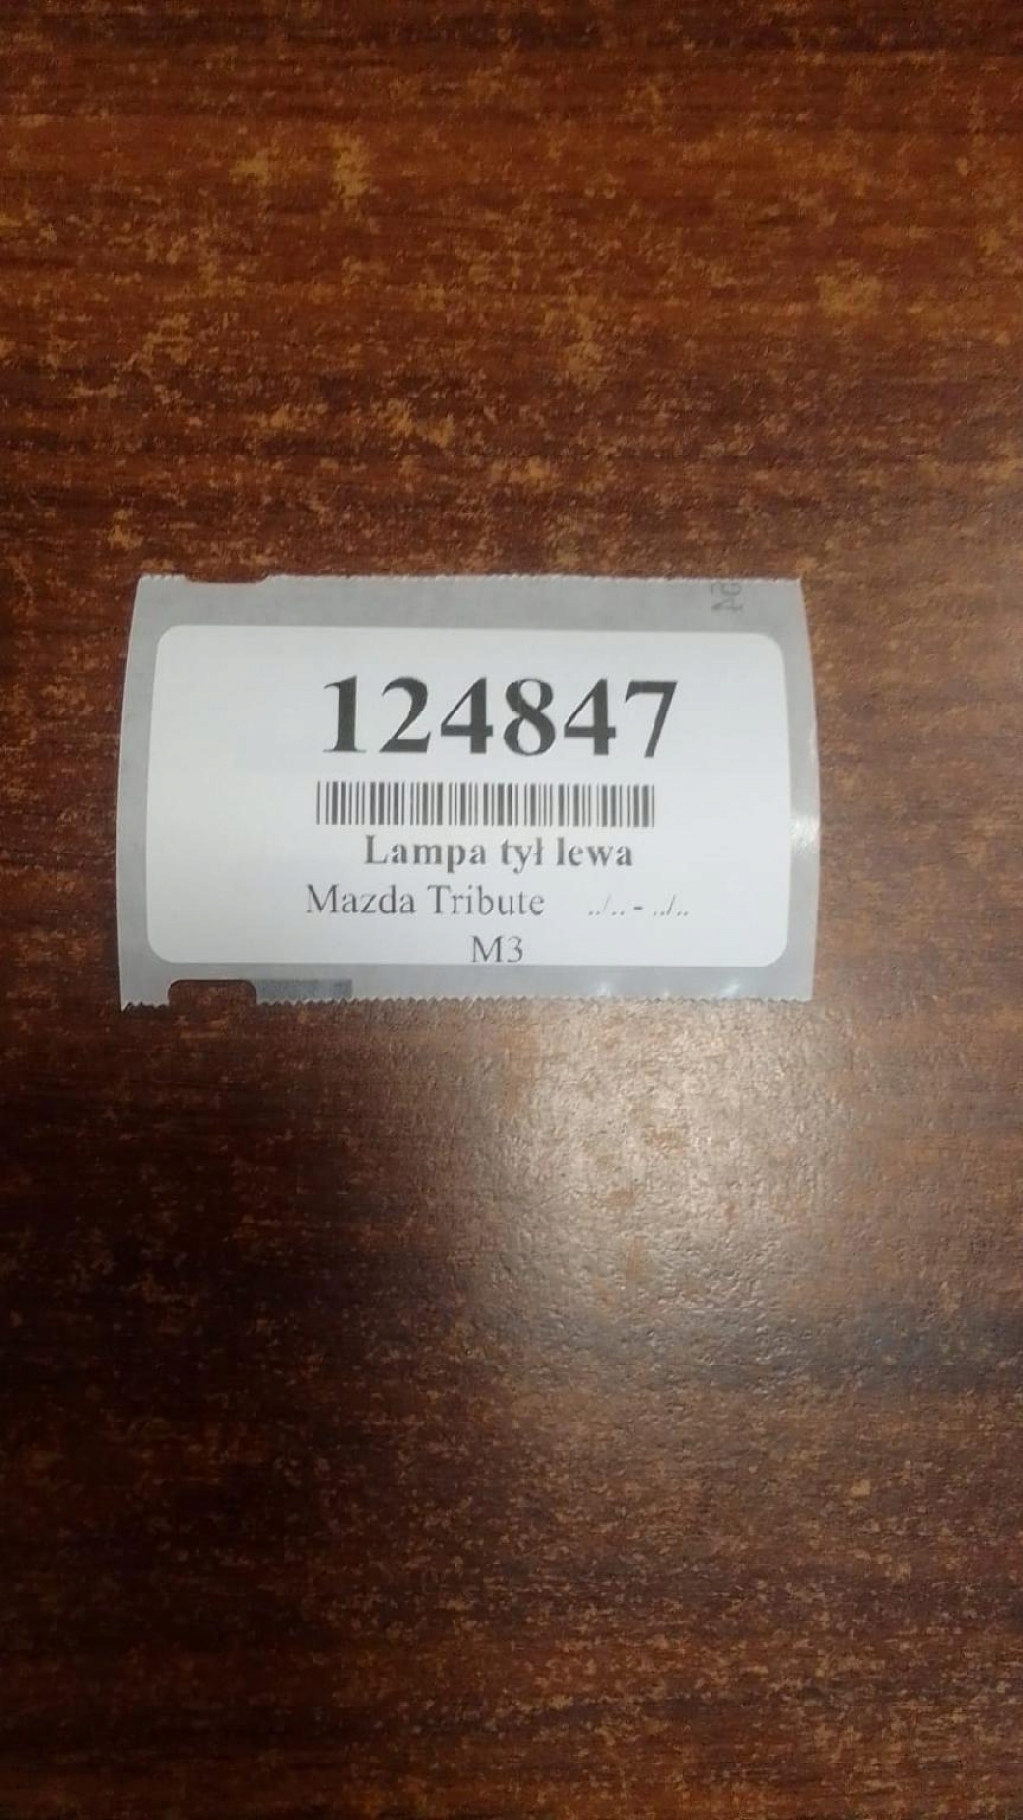 124847
Lampa tył lewa
Mazda Tribute ../.. - ../..
M3